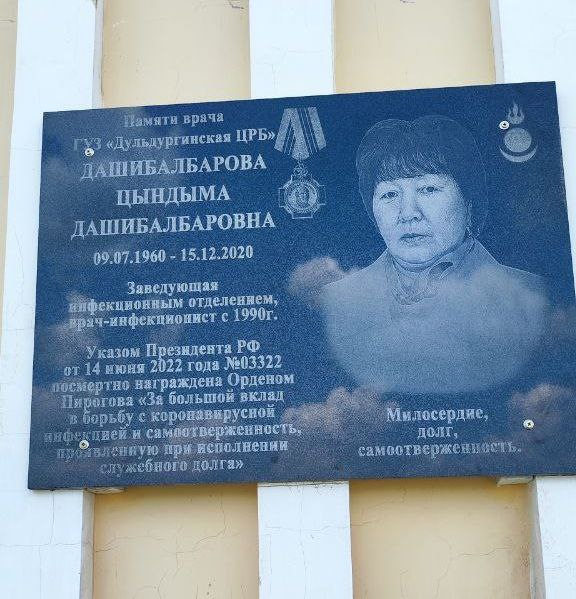 Памяти врача
ГУЗ «Дульдургинская ЦРБ»
ДАШИБАЛБАРОВА
ЦЫНДЫМА
ДАШИБАЛБАРОВНА
09.07.1960 - 15.12.2020
Заведующая
инфекционным отделением,
врач-инфекционист с 1990г.
Указом Президента РФ
от 14 июня 2022 года №03322
посмертно награждена Орденом
Пирогова «За большой вклад
в борьбу с коронавирусной
инфекцией и самоотверженность,
проявленную при исполнении
служебного долга»
Милосердие,
долг,
самоотверженность.